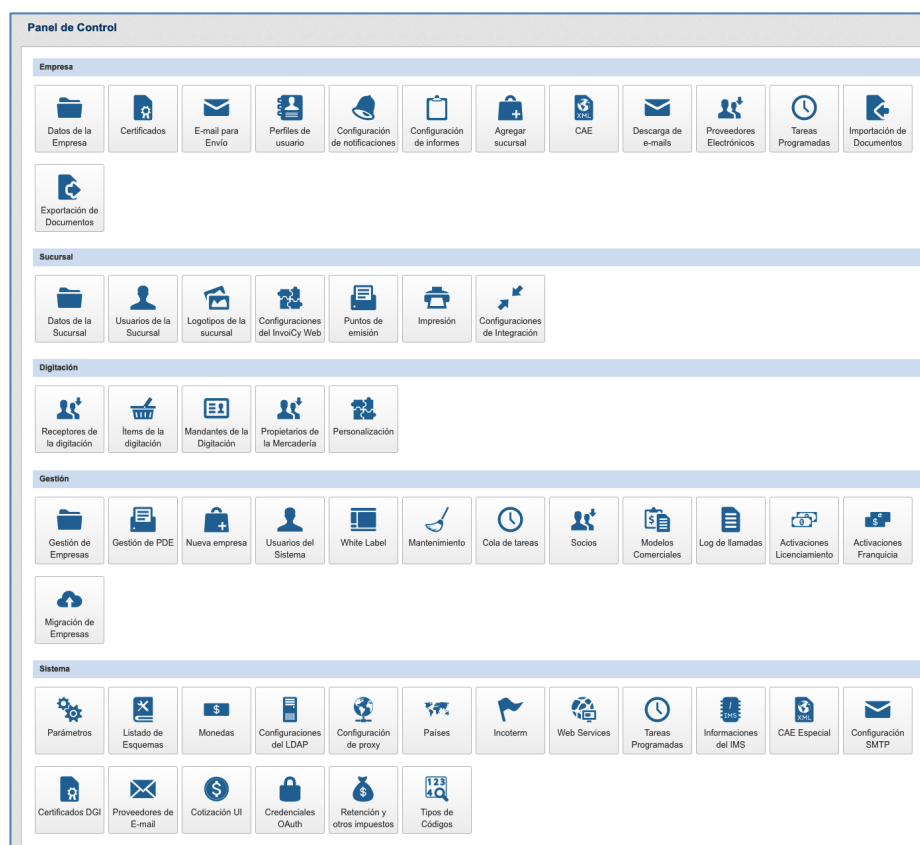 Panel de Control
Empresa
Datos de la Empresa
Certificados
E-mail para Envío
Perfiles de usuario
Configuración de notificaciones
Configuración de informes
Agregar sucursal
XML
CAE
Descarga de e-mails
Proveedores Electrónicos
Tareas Programadas
Importación de Documentos
Exportación de Documentos
Sucursal
Datos de la Sucursal
Usuarios de la Sucursal
Logotipos de la sucursal
Configuraciones del InvoiCy Web
Puntos de emisión
Impresión
Configuraciones de Integración
Digitación
Receptores de la digitación
Ítems de la digitación
Mandantes de la Digitación
Propietarios de la Mercadería
Personalización
Gestión
Gestión de Empresas
Gestión de PDE
Nueva empresa
Usuarios del Sistema
White Label
Mantenimiento
Cola de tareas
Socios
Modelos Comerciales
Log de llamadas
Activaciones Licenciamiento
Activaciones Franquicia
Migración de Empresas
Sistema
Parámetros
Listado de Esquemas
Monedas
Configuraciones del LDAP
Configuración de proxy
Países
Incoterm
Web Services
Tareas Programadas
IMS
Informaciones del IMS
XML
CAE Especial
Configuración SMTP
Certificados DGI
Proveedores de E-mail
Cotización UI
Credenciales OAuth
Retención y otros impuestos
123
4
Tipos de Códigos